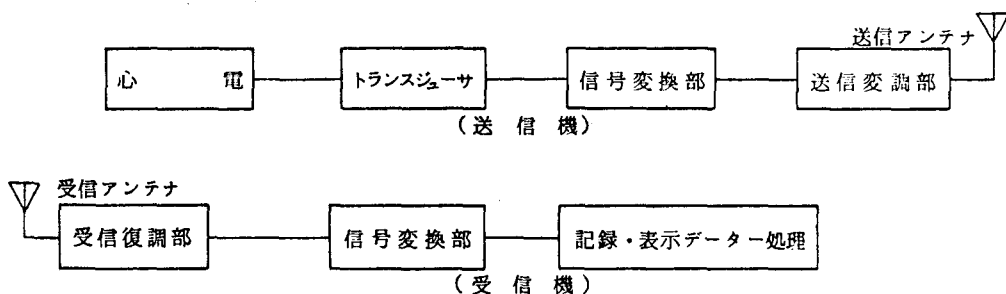 送信アンテナ
心 電 トランスジューサ 信号変換部 送信変調部
(送信機)
受信アンテナ
受信復調部 信号変換部 記録・表示データー処理
(受信機)